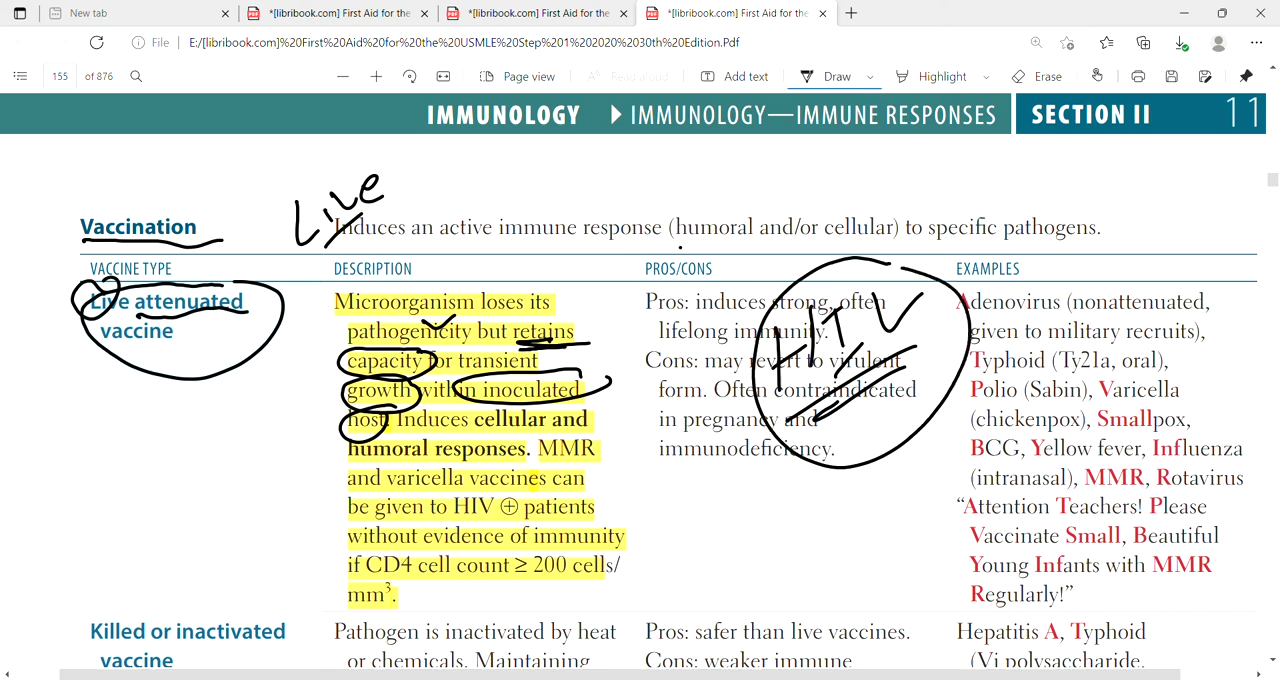 New tab
*[libribook.com] First Aid for the
*[libribook.com] First Aid for the
*[libribook.com] First Aid for the
File E:/[libribook.com]%20First%20Aid%20for%20the%20USMLE%20Step%201%202020%2030th%20Edition.Pdf
155 of 876 Page view Read aloud Add text Draw Highlight Erase
IMMUNOLOGY ▶ IMMUNOLOGY—IMMUNE RESPONSES SECTION II 11
Live
Vaccination Induces an active immune response (humoral and/or cellular) to specific pathogens.
VACCINE TYPE DESCRIPTION PROS/CONS EXAMPLES
Live attenuated
vaccine
Microorganism loses its
pathogenicity but retains
capacity for transient
growth within inoculated
host. Induces cellular and
humoral responses. MMR
and varicella vaccines can
be given to HIV ⊕ patients
without evidence of immunity
if CD4 cell count ≥ 200 cells/
mm³.
Pros: induces strong, often
lifelong immunity.
Cons: may revert to virulent
form. Often contraindicated
in pregnancy and
immunodeficiency.
HIV
Adenovirus (nonattenuated,
given to military recruits),
Typhoid (Ty21a, oral),
Polio (Sabin), Varicella
(chickenpox), Smallpox,
BCG, Yellow fever, Influenza
(intranasal), MMR, Rotavirus
“Attention Teachers! Please
Vaccinate Small, Beautiful
Young Infants with MMR
Regularly!”
Killed or inactivated
vaccine
Pathogen is inactivated by heat
or chemicals. Maintaining
Pros: safer than live vaccines.
Cons: weaker immune
Hepatitis A, Typhoid
(Vi polysaccharide,